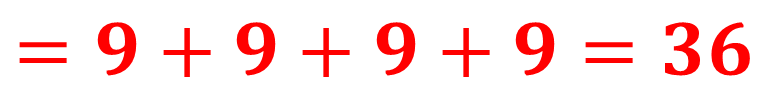 = 9 + 9 + 9 + 9 = 36